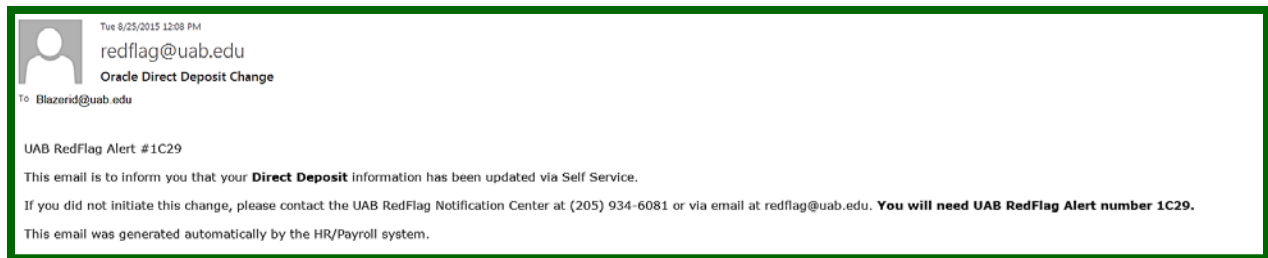 Tue 8/25/2015 12:08 PM
redflag@uab.edu
Oracle Direct Deposit Change
To Blazerid@uab.edu
UAB RedFlag Alert #1C29
This email is to inform you that your Direct Deposit information has been updated via Self Service.
If you did not initiate this change, please contact the UAB RedFlag Notification Center at (205) 934-6081 or via email at redflag@uab.edu. You will need UAB RedFlag Alert number 1C29.
This email was generated automatically by the HR/Payroll system.